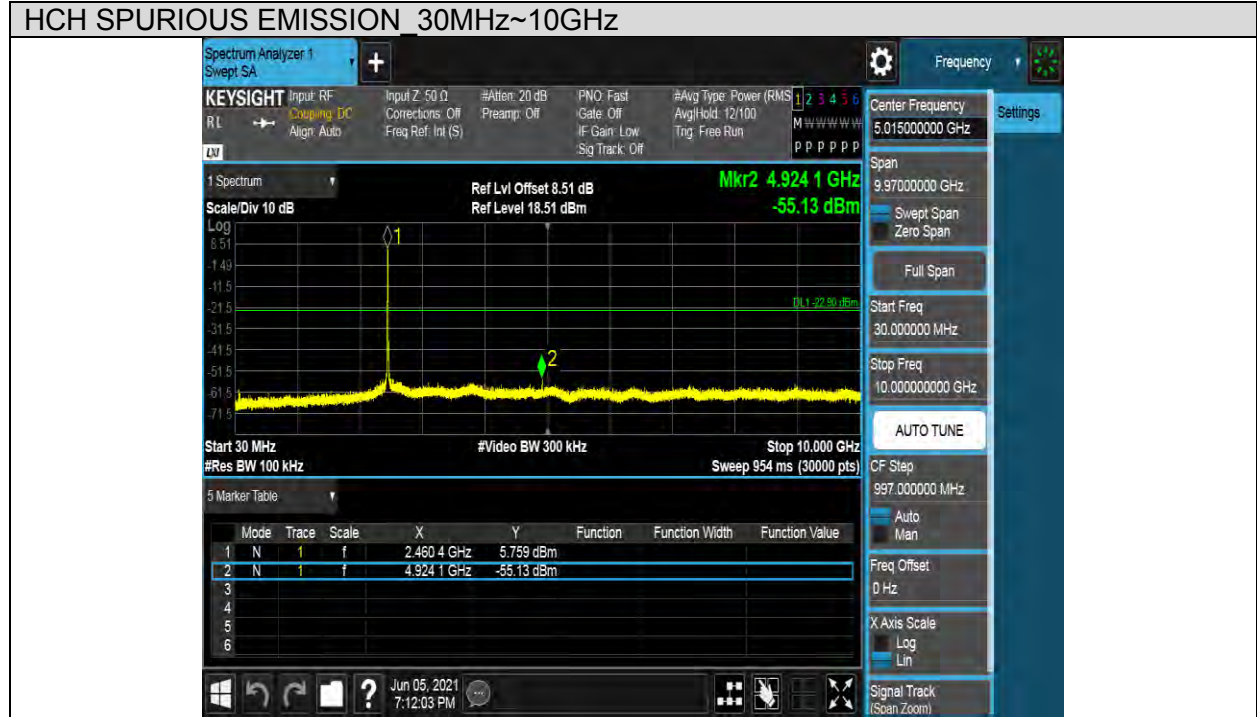 HCH SPURIOUS EMISSION_30MHz~10GHz
Spectrum Analyzer 1
Swept SA
+
Frequency
KEYSIGHT Input: RF Input Z: 50 Ω #Atten: 20 dB PNO: Fast #Avg Type: Power (RMS 1 2 3 4 5 6
RL Coupling: DC Corrections: Off Preamp: Off Gate: Off Avg|Hold: 12/100 M W W W W W
Align: Auto Freq Ref: Int (S) IF Gain: Low Trig: Free Run
LXI Sig Track: Off P P P P P P
Center Frequency
5.015000000 GHz
Settings
1 Spectrum
Ref Lvl Offset 8.51 dB
Mkr2 4.924 1 GHz
Scale/Div 10 dB
Ref Level 18.51 dBm
-55.13 dBm
Log
8.51
-1.49
-11.5
-21.5
-31.5
-41.5
-51.5
-61.5
-71.5
1
2
DL1 -22.90 dBm
Start 30 MHz #Video BW 300 kHz Stop 10.000 GHz
#Res BW 100 kHz Sweep 954 ms (30000 pts)
Span
9.97000000 GHz
Swept Span
Zero Span
Full Span
Start Freq
30.000000 MHz
Stop Freq
10.000000000 GHz
AUTO TUNE
CF Step
997.000000 MHz
Auto
Man
Freq Offset
0 Hz
X Axis Scale
Log
Lin
Signal Track
(Span Zoom)
5 Marker Table
Mode Trace Scale X Y Function Function Width Function Value
1 N 1 f 2.460 4 GHz 5.759 dBm
2 N 1 f 4.924 1 GHz -55.13 dBm
3
4
5
6
? Jun 05, 2021
7:12:03 PM